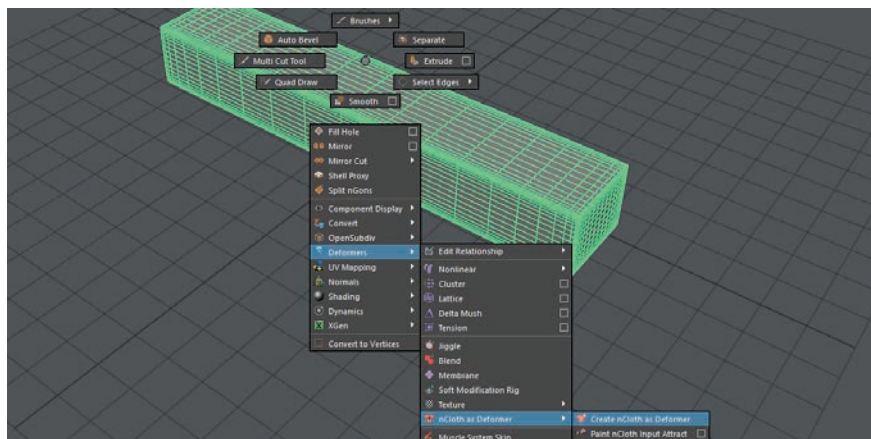 Brushes
Auto Bevel
Separate
Multi Cut Tool
Extrude
Quad Draw
Select Edges
Smooth
Fill Hole
Mirror
Mirror Cut
Shell Proxy
Split nGons
Component Display
Convert
OpenSubdiv
Deformers
UV Mapping
Normals
Shading
Dynamics
XGen
Convert to Vertices
Edit Relationship
Nonlinear
Cluster
Lattice
Delta Mush
Tension
Jiggle
Blend
Membrane
Soft Modification Rig
Texture
nCloth as Deformer
Muscle System Skin
Create nCloth as Deformer
Paint nCloth Input Attract